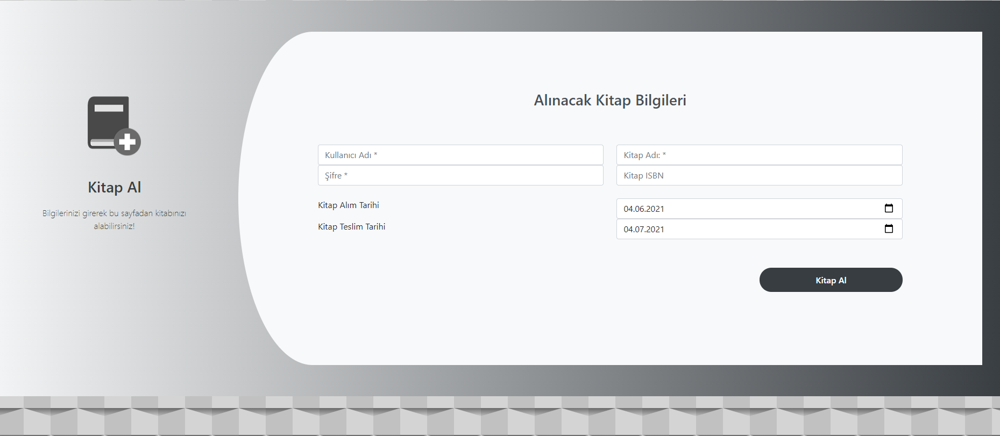 Kitap Al
Bilgilerinizi girerek bu sayfadan kitabınızı
alabilirsiniz!
Alınacak Kitap Bilgileri
Kullanıcı Adı *
Kitap Adı: *
Şifre *
Kitap ISBN
Kitap Alım Tarihi
04.06.2021
Kitap Teslim Tarihi
04.07.2021
Kitap Al